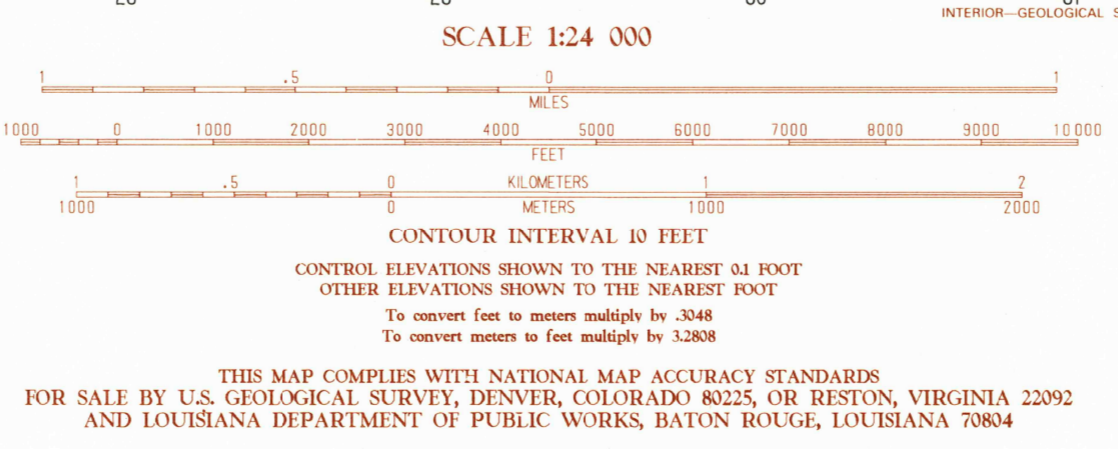 INTERIOR—GEOLOGICAL
SCALE 1:24 000
1 .5 0 1
MILES
1000 0 1000 2000 3000 4000 5000 6000 7000 8000 9000 10 000
FEET
1 .5 0 KILOMETERS 1 2
1000 0 METERS 1000 2000
CONTOUR INTERVAL 10 FEET
CONTROL ELEVATIONS SHOWN TO THE NEAREST 0.1 FOOT
OTHER ELEVATIONS SHOWN TO THE NEAREST FOOT
To convert feet to meters multiply by .3048
To convert meters to feet multiply by 3.2808
THIS MAP COMPLIES WITH NATIONAL MAP ACCURACY STANDARDS
FOR SALE BY U.S. GEOLOGICAL SURVEY, DENVER, COLORADO 80225, OR RESTON, VIRGINIA 22092
AND LOUISIANA DEPARTMENT OF PUBLIC WORKS, BATON ROUGE, LOUISIANA 70804